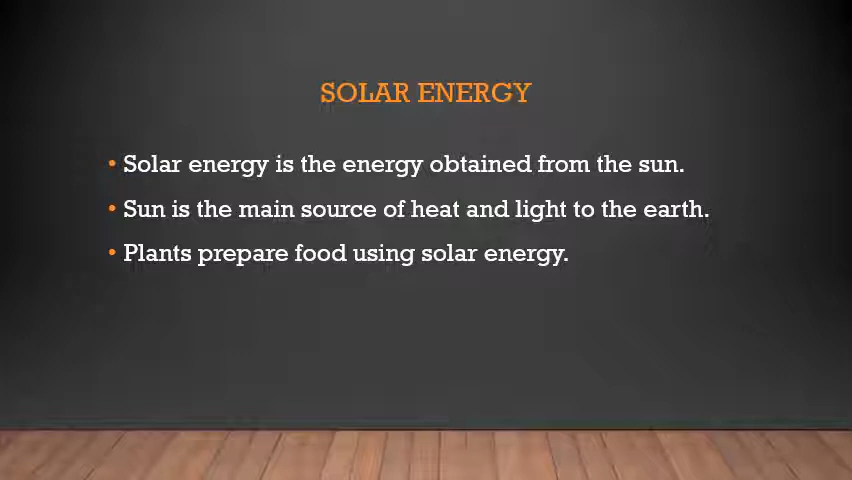 SOLAR ENERGY
• Solar energy is the energy obtained from the sun.
• Sun is the main source of heat and light to the earth.
• Plants prepare food using solar energy.